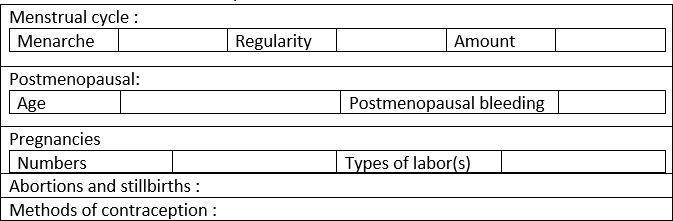 Menstrual cycle :
Menarche Regularity Amount
Postmenopausal:
Age Postmenopausal bleeding
Pregnancies
Numbers Types of labor(s)
Abortions and stillbirths :
Methods of contraception :